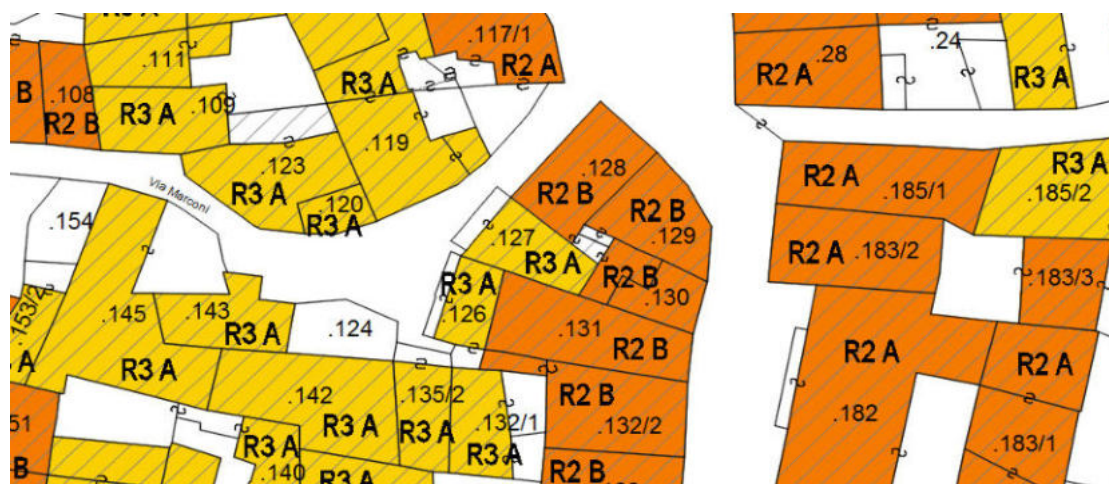 .117/1
R2 A
.111
R3 A
.28
R2 A
.24
R3 A
B
.108
R2 B
R3 A
.109
.119
.123
R3 A
.120
R3 A
Via Marconi
.154
.128
R2 B
R2 B
.129
R2 A
.185/1
R3 A
.185/2
.127
R3 A
R2 B
.130
R2 A
.183/2
.183/3
R3 A
.126
.153/2
A
.145
R3 A
.143
R3 A
.124
.131
R2 B
R2 A
R2 A
.142
R3 A
.135/2
R3 A
.132/1
R3 A
R2 B
.132/2
.182
.183/1
51
B
R3 A
.140
R3 A
R2 B